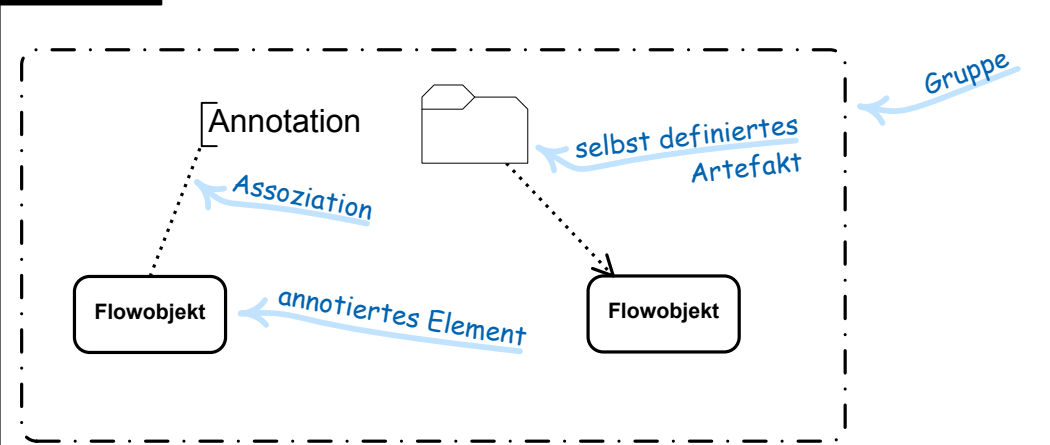 Gruppe
Annotation
selbst definiertes
Artefakt
Assoziation
annotiertes Element
Flowobjekt
Flowobjekt